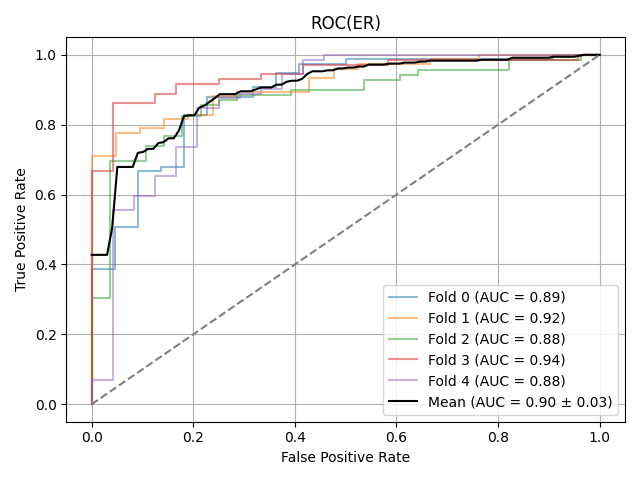 ROC(ER)
True Positive Rate
1.0
0.8
0.6
0.4
0.2
0.0
0.0 0.2 0.4 0.6 0.8 1.0
False Positive Rate
Fold 0 (AUC = 0.89)
Fold 1 (AUC = 0.92)
Fold 2 (AUC = 0.88)
Fold 3 (AUC = 0.94)
Fold 4 (AUC = 0.88)
Mean (AUC = 0.90 ± 0.03)